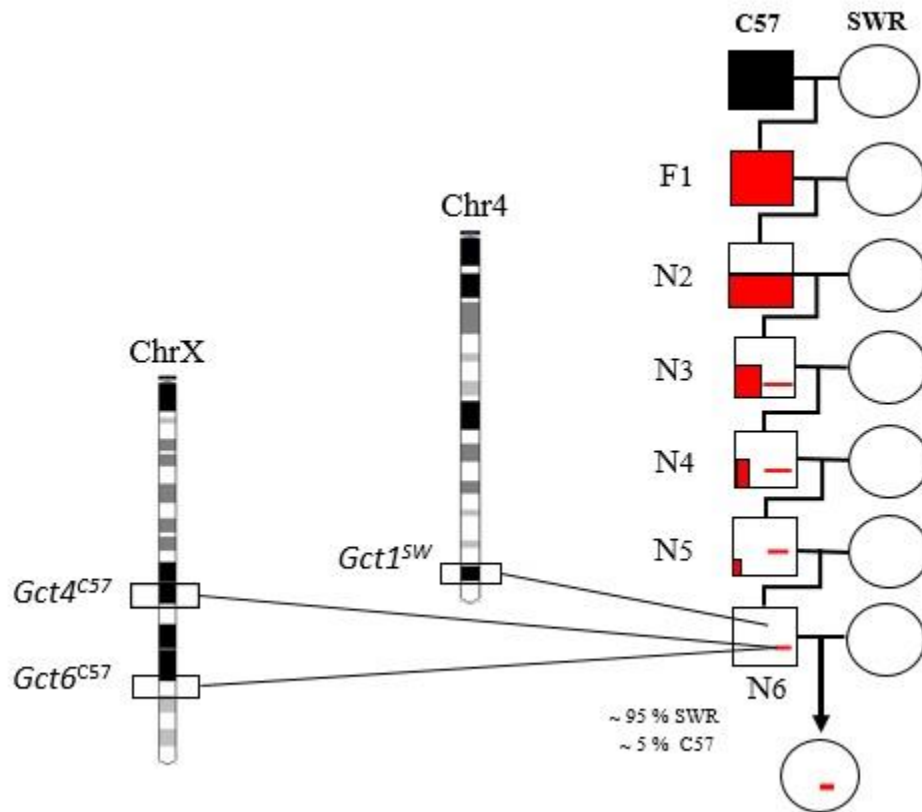 C57 SWR
F1
N2
N3
N4
N5
N6
Chr4
ChrX
Gct1SW
Gct4C57
Gct6C57
~ 95 % SWR
~ 5 % C57